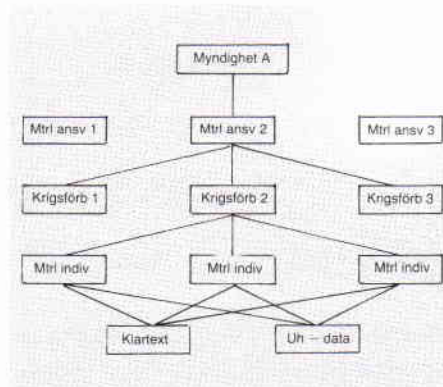 Myndighet A
Mtrl ansv 1
Mtrl ansv 2
Mtrl ansv 3
Krigsförb 1
Krigsförb 2
Krigsförb 3
Mtrl indiv
Mtrl indiv
Mtrl indiv
Klartext
Uh – data